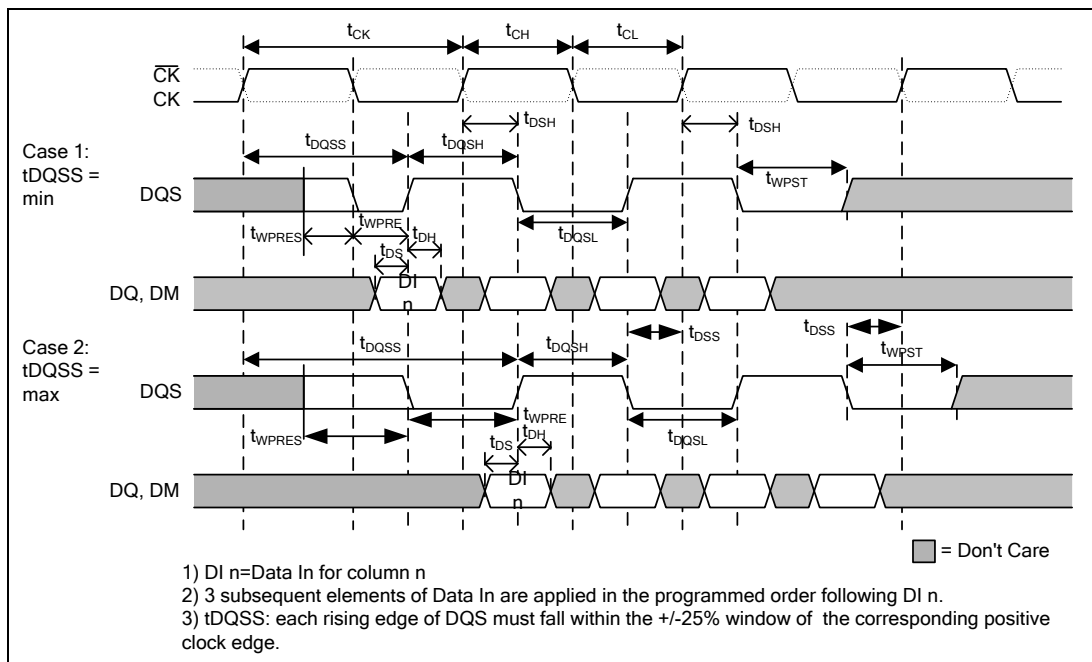 tCK
tCH
tCL
CK
CK
tDSH
tDSH
Case 1:
tDQSS =
min
tDQSS
tDQSH
tWPST
DQS
tWPRES
tWPRE
tDH
tDQSL
tDS
DI
n
DQ, DM
Case 2:
tDQSS =
max
tDQSS
tDQSH
tDSS
tDSS
tWPST
DQS
tWPRES
tWPRE
tDH
tDQSL
tDS
DI
n
DQ, DM
= Don't Care
1) DI n=Data In for column n
2) 3 subsequent elements of Data In are applied in the programmed order following DI n.
3) tDQSS: each rising edge of DQS must fall within the +/-25% window of the corresponding positive
clock edge.